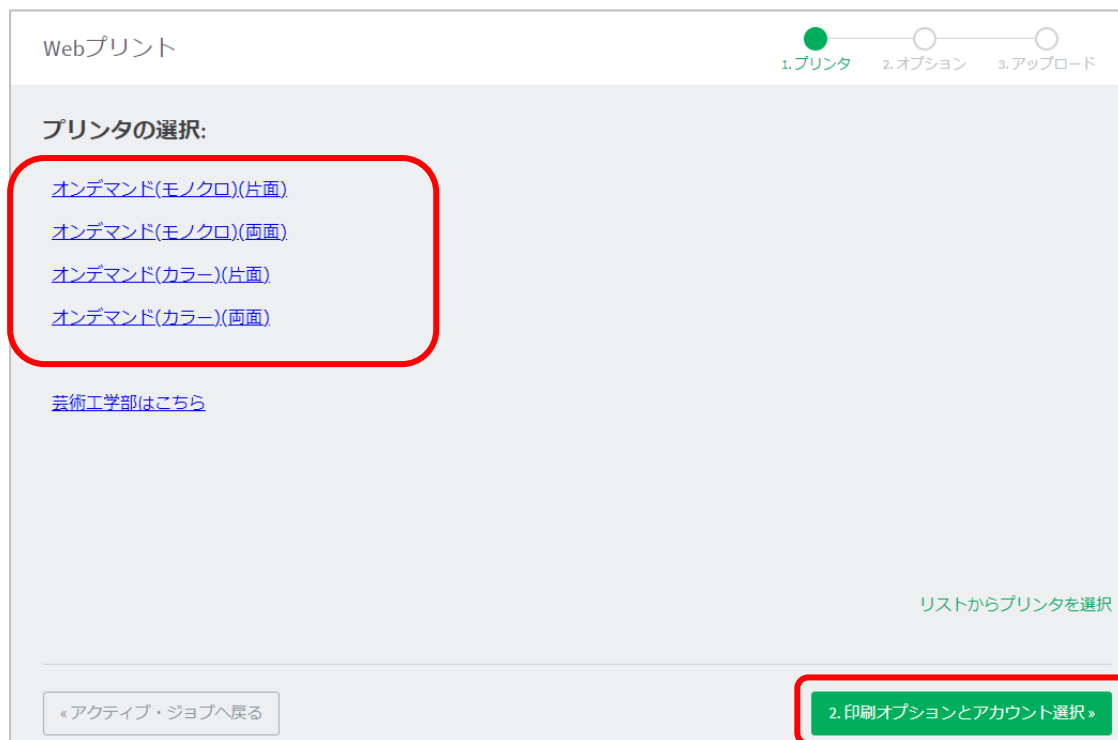 Webプリント
1.プリンタ 2.オプション 3.アップロード
プリンタの選択:
オンデマンド(モノクロ)(片面)
オンデマンド(モノクロ)(両面)
オンデマンド(カラー)(片面)
オンデマンド(カラー)(両面)
芸術工学部はこちら
リストからプリンタを選択
«アクティブ・ジョブへ戻る
2.印刷オプションとアカウント選択»